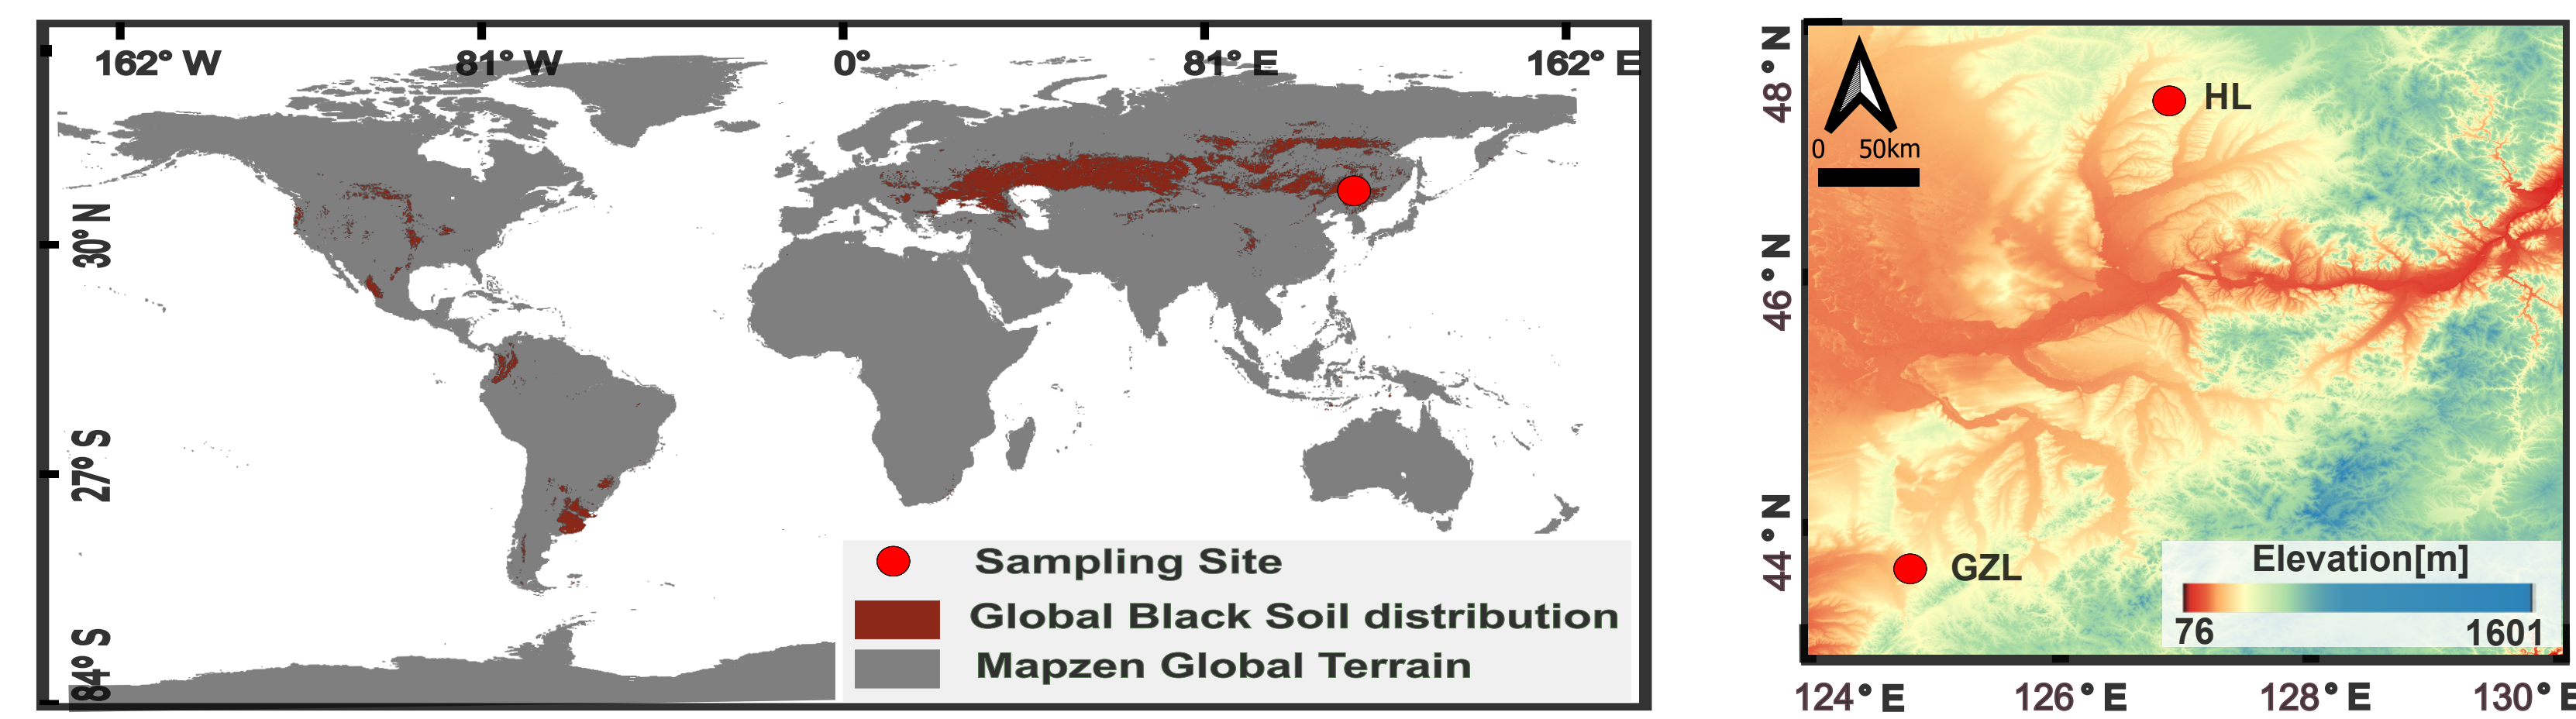 162° W 81° W 0° 81° E 162° E
30° N
27° S
84° S
Sampling Site
Global Black Soil distribution
Mapzen Global Terrain
48° N
46° N
44° N
0 50km
HL
GZL
Elevation[m]
76 1601
124° E 126° E 128° E 130° E